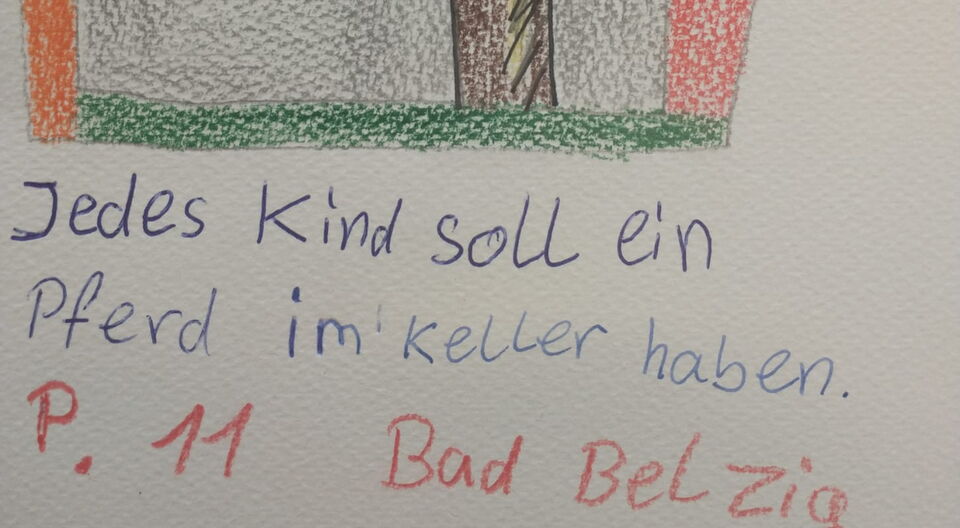 Jedes Kind soll ein
Pferd im Keller haben.
P. 11 Bad Belzig